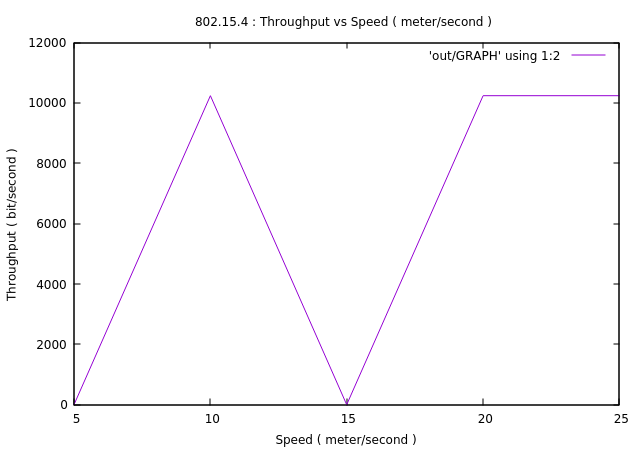 802.15.4 : Throughput vs Speed ( meter/second )
'out/GRAPH' using 1:2
12000
10000
8000
6000
4000
2000
0
Throughput ( bit/second )
5 10 15 20 25
Speed ( meter/second )